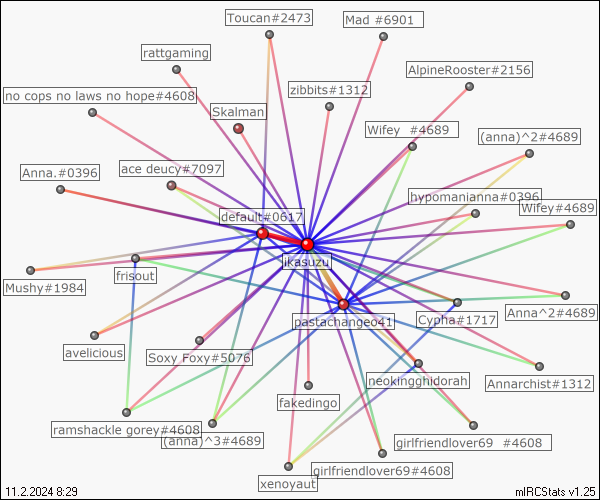 Toucan#2473
Mad #6901
rattgaming
AlpineRooster#2156
zibbits#1312
no cops no laws no hope#4608
Skalman
Wifey #4689
(anna)^2#4689
Anna.#0396
ace deucy#7097
hypomanianna#0396
Wifey#4689
default#0617
ikasuzu
frisout
Mushy#1984
Anna^2#4689
pastachangeo41
Cypha#1717
avelicious
Soxy Foxy#5076
neokingghidorah
Annarchist#1312
fakedingo
ramshackle gorey#4608
(anna)^3#4689
girlfriendlover69 #4608
girlfriendlover69#4608
xenoyaut
11.2.2024 8:29
mIRCStats v1.25